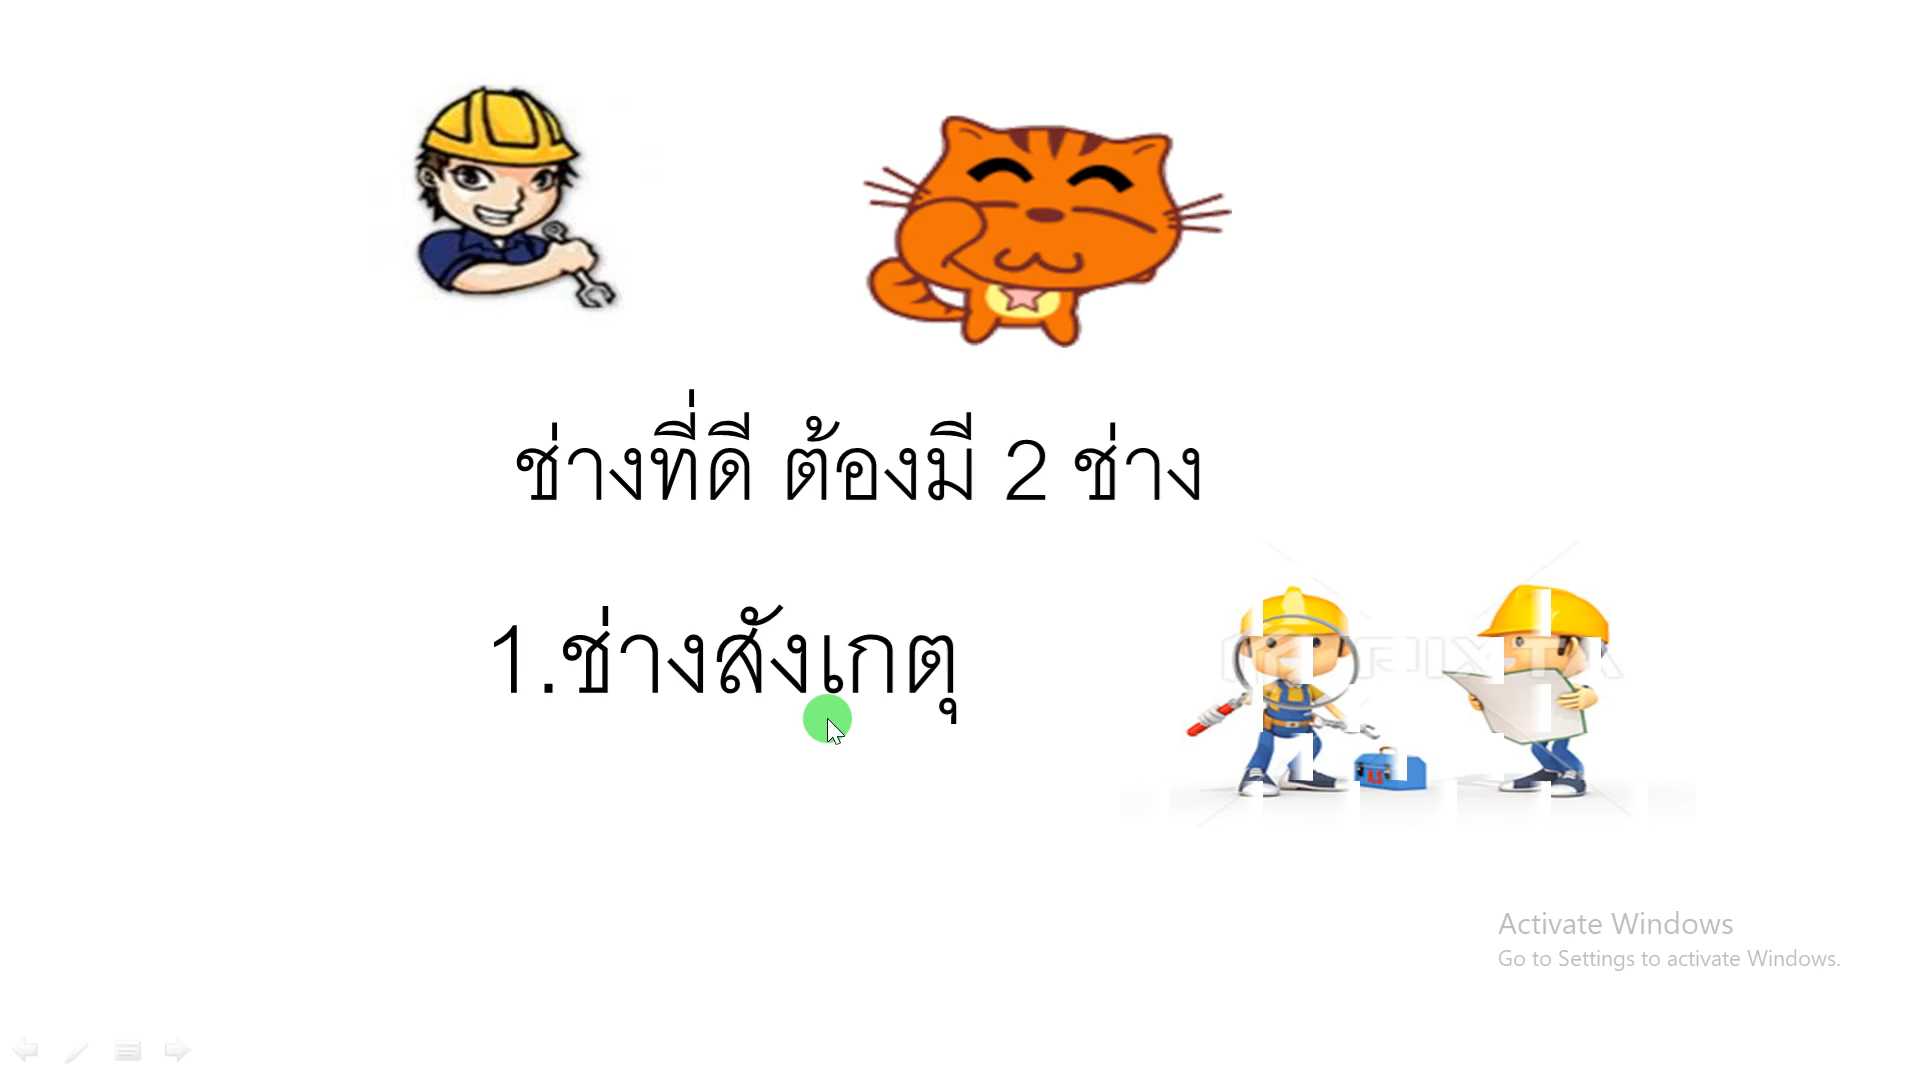 ช่างที่ดี ต้องมี 2 ช่าง
1.ช่างสังเกตุ
Activate Windows
Go to Settings to activate Windows.